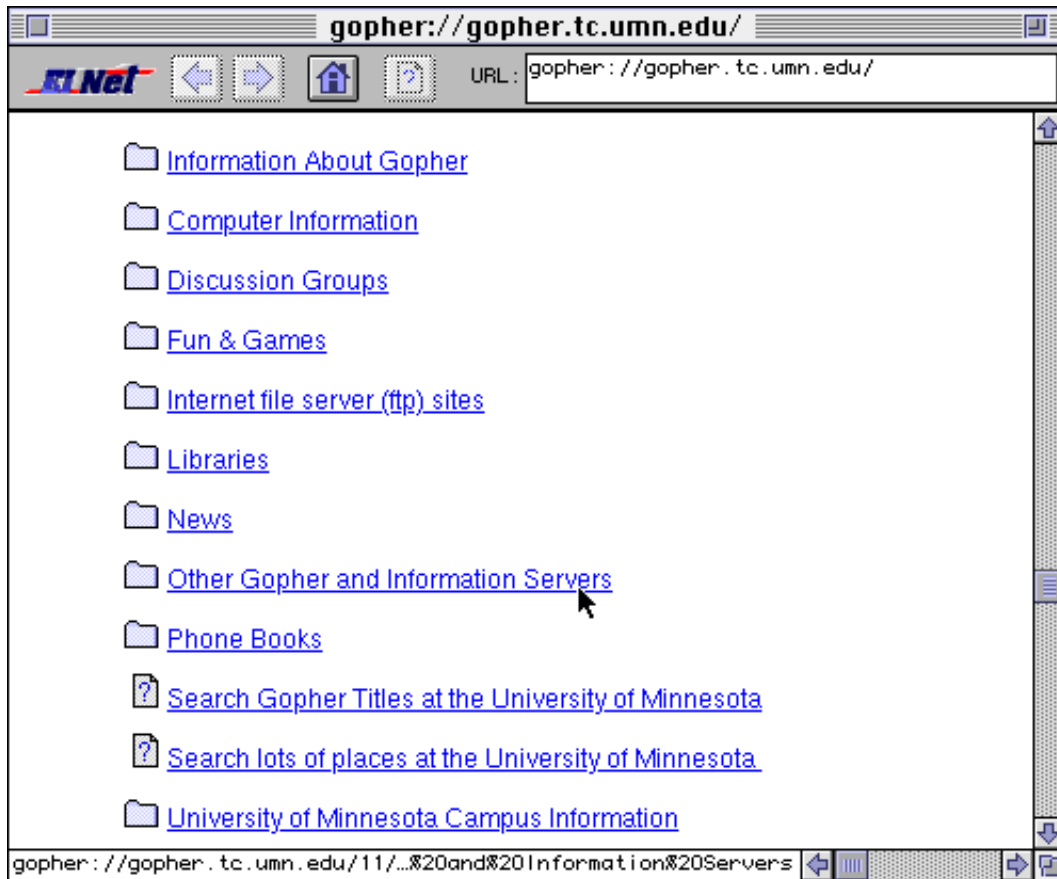 gopher://gopher.tc.umn.edu/
EINet
URL: gopher://gopher.tc.umn.edu/
Information About Gopher
Computer Information
Discussion Groups
Fun & Games
Internet file server (ftp) sites
Libraries
News
Other Gopher and Information Servers
Phone Books
? Search Gopher Titles at the University of Minnesota
? Search lots of places at the University of Minnesota
University of Minnesota Campus Information
gopher://gopher.tc.umn.edu/11/…%20and%20Information%20Servers